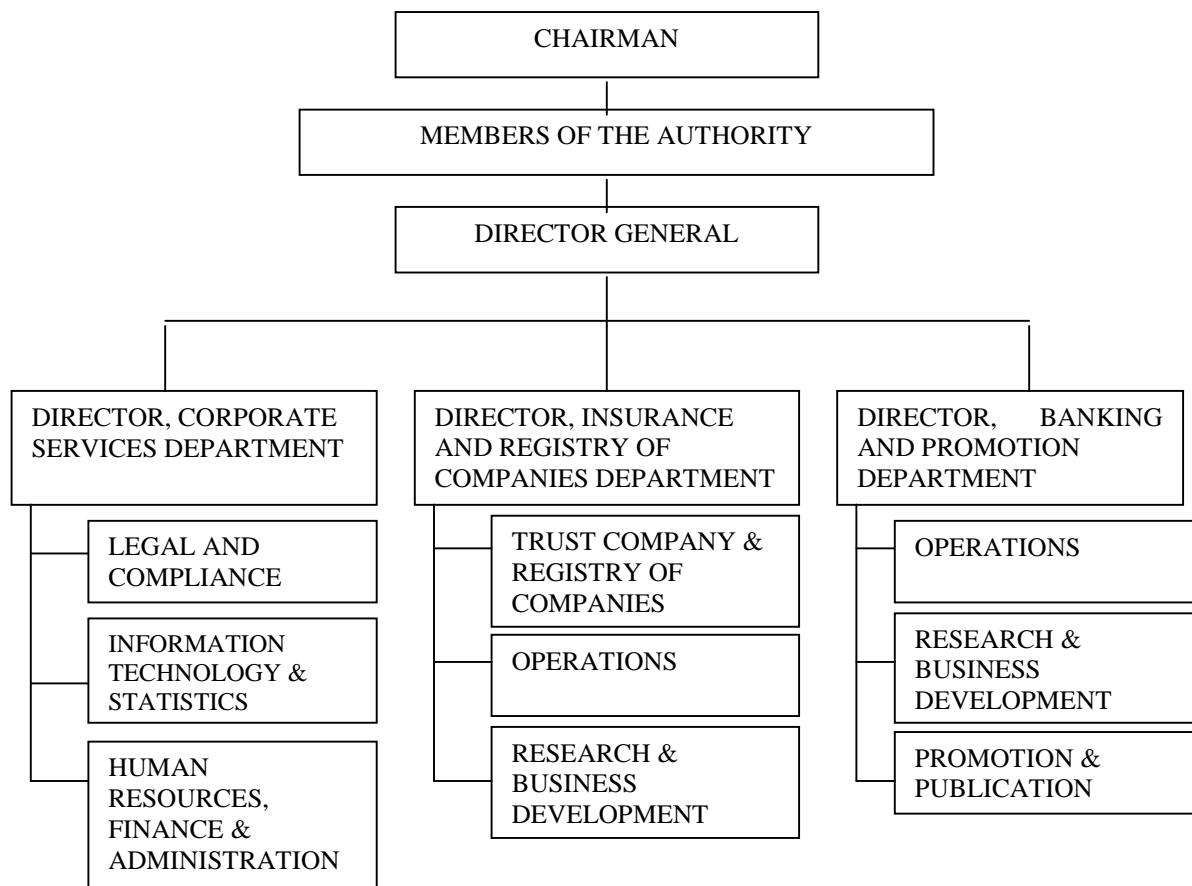 CHAIRMAN
MEMBERS OF THE AUTHORITY
DIRECTOR GENERAL
DIRECTOR, CORPORATE
SERVICES DEPARTMENT
LEGAL AND
COMPLIANCE
INFORMATION
TECHNOLOGY &
STATISTICS
HUMAN
RESOURCES,
FINANCE &
ADMINISTRATION
DIRECTOR, INSURANCE
AND REGISTRY OF
COMPANIES DEPARTMENT
TRUST COMPANY &
REGISTRY OF
COMPANIES
OPERATIONS
RESEARCH &
BUSINESS
DEVELOPMENT
DIRECTOR, BANKING
AND PROMOTION
DEPARTMENT
OPERATIONS
RESEARCH &
BUSINESS
DEVELOPMENT
PROMOTION &
PUBLICATION